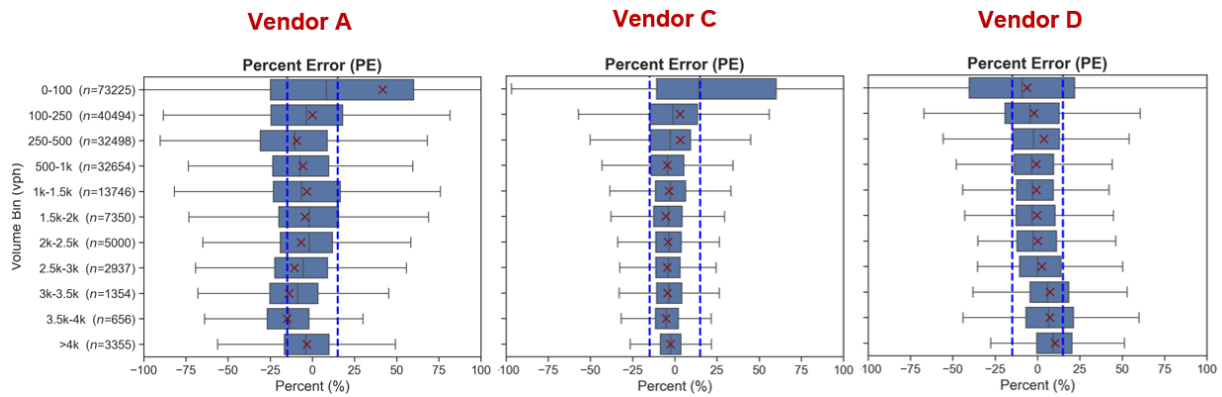 Vendor A
Vendor C
Vendor D
Percent Error (PE)
Percent Error (PE)
Percent Error (PE)
Volume Bin (vph)
0-100 (n=73225)
100-250 (n=40494)
250-500 (n=32498)
500-1k (n=32654)
1k-1.5k (n=13746)
1.5k-2k (n=7350)
2k-2.5k (n=5000)
2.5k-3k (n=2937)
3k-3.5k (n=1354)
3.5k-4k (n=656)
>4k (n=3355)
-100 -75 -50 -25 0 25 50 75 100
-100 -75 -50 -25 0 25 50 75 100
-100 -75 -50 -25 0 25 50 75 100
Percent (%)
Percent (%)
Percent (%)